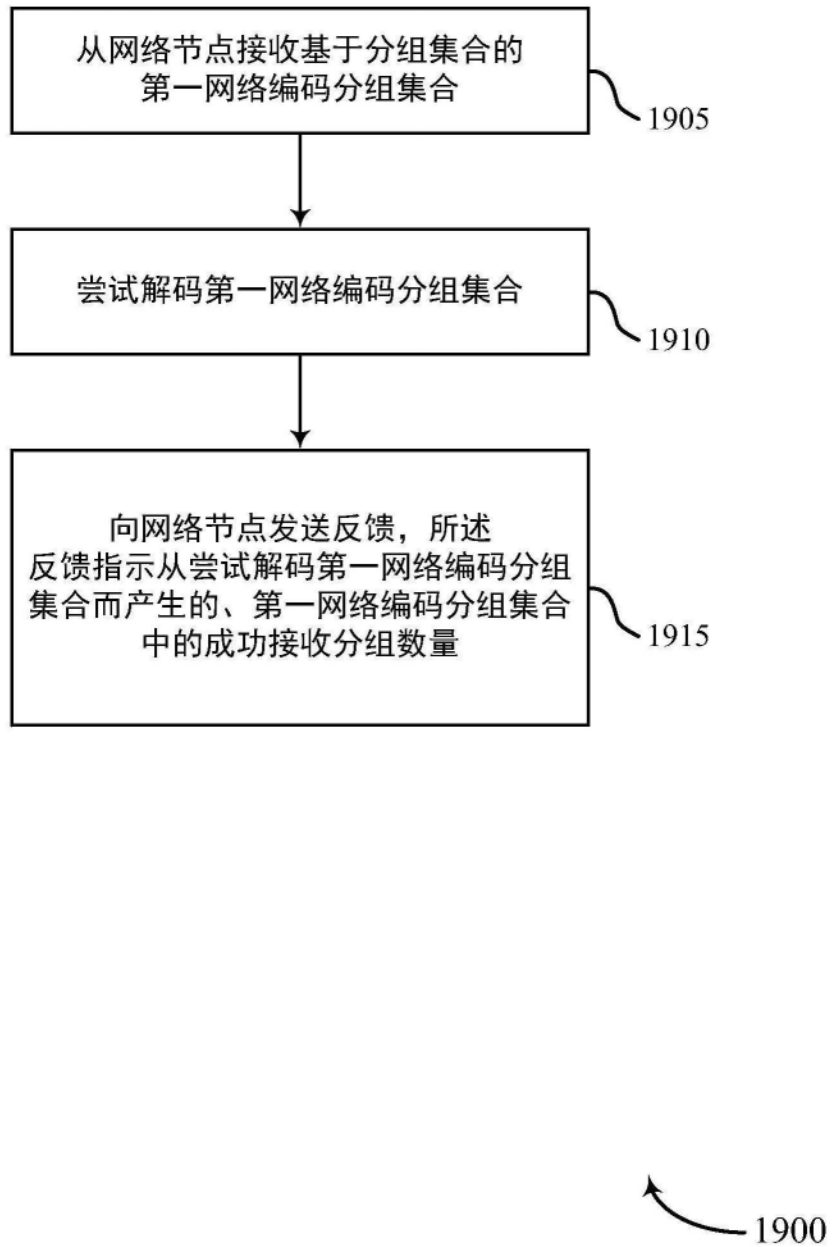 从网络节点接收基于分组集合的
第一网络编码分组集合
1905
尝试解码第一网络编码分组集合
1910
向网络节点发送反馈，所述
反馈指示从尝试解码第一网络编码分组
集合而产生的、第一网络编码分组集合
中的成功接收分组数量
1915
1900